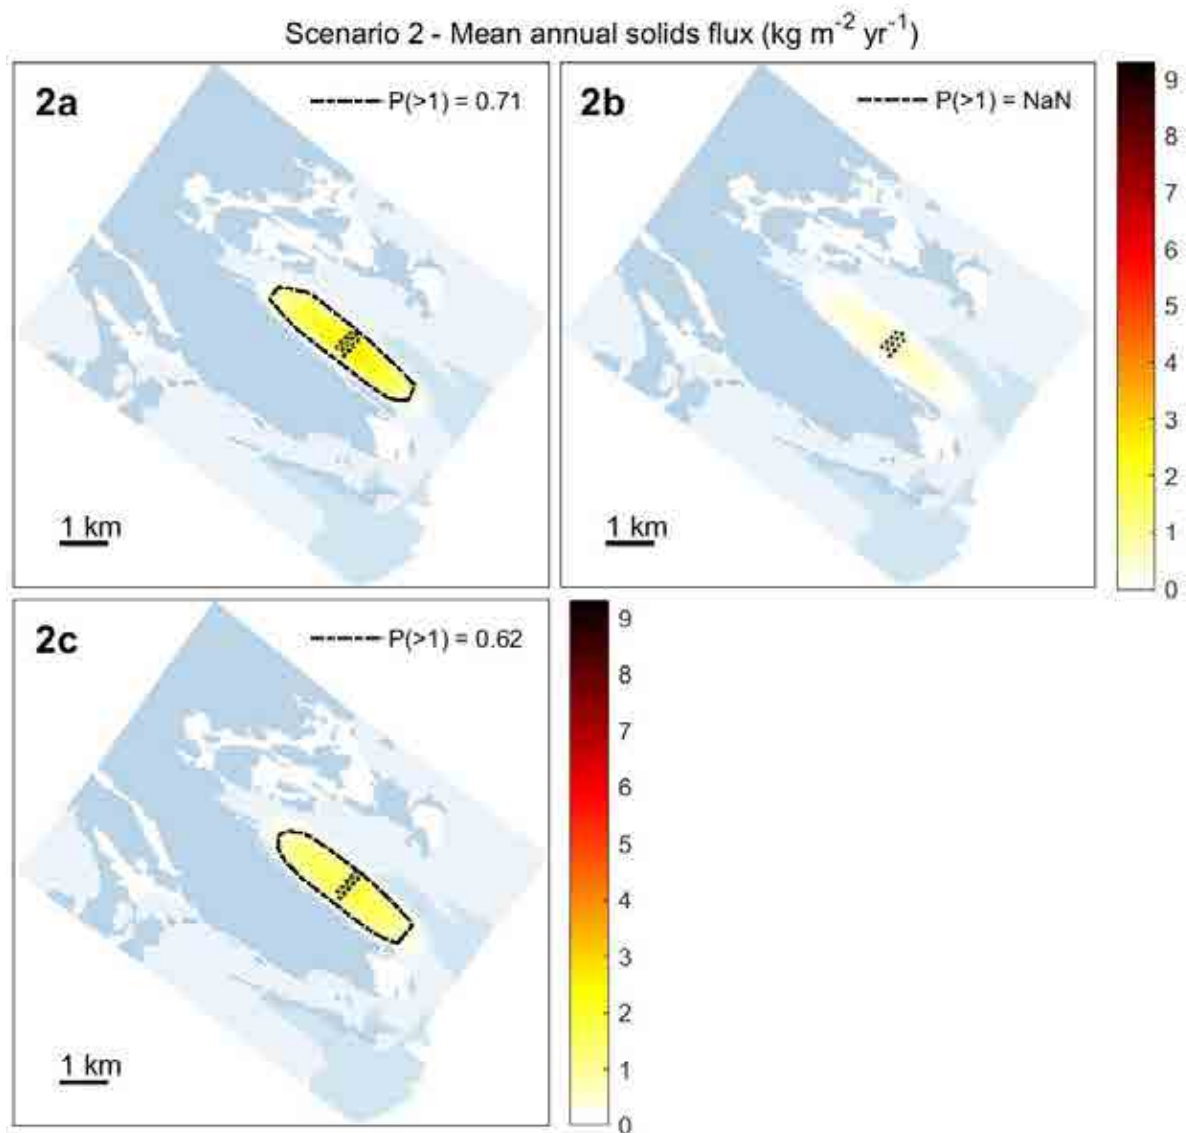 Scenario 2 - Mean annual solids flux (kg m⁻² yr⁻¹)
2a
P(>1) = 0.71
1 km
2b
P(>1) = NaN
1 km
9
8
7
6
5
4
3
2
1
0
2c
P(>1) = 0.62
1 km
9
8
7
6
5
4
3
2
1
0